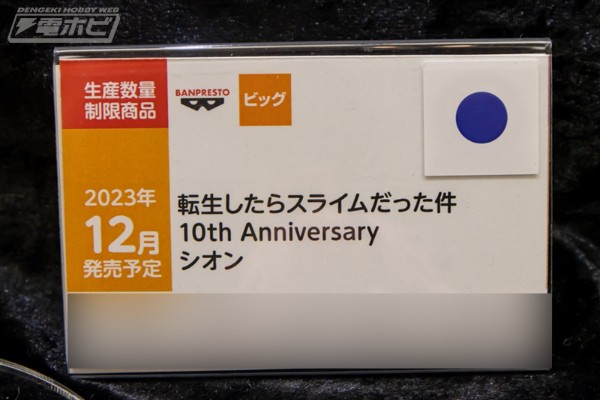 DENGEKI HOBBY WEB
電ホビ
生産数量
制限商品
BANPRESTO
ビッグ
2023年
12月
発売予定
転生したらスライムだった件
10th Anniversary
シオン